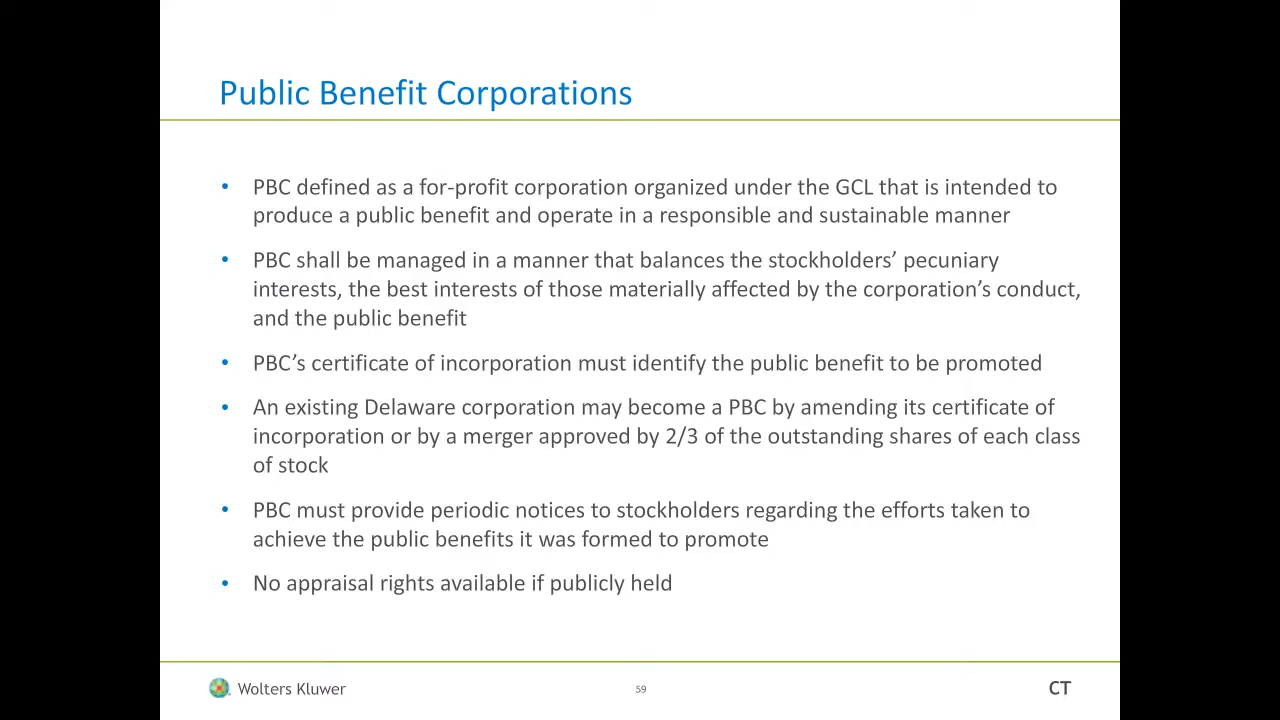 Public Benefit Corporations
• PBC defined as a for-profit corporation organized under the GCL that is intended to
produce a public benefit and operate in a responsible and sustainable manner
• PBC shall be managed in a manner that balances the stockholders’ pecuniary
interests, the best interests of those materially affected by the corporation’s conduct,
and the public benefit
• PBC’s certificate of incorporation must identify the public benefit to be promoted
• An existing Delaware corporation may become a PBC by amending its certificate of
incorporation or by a merger approved by 2/3 of the outstanding shares of each class
of stock
• PBC must provide periodic notices to stockholders regarding the efforts taken to
achieve the public benefits it was formed to promote
• No appraisal rights available if publicly held
Wolters Kluwer
59
CT